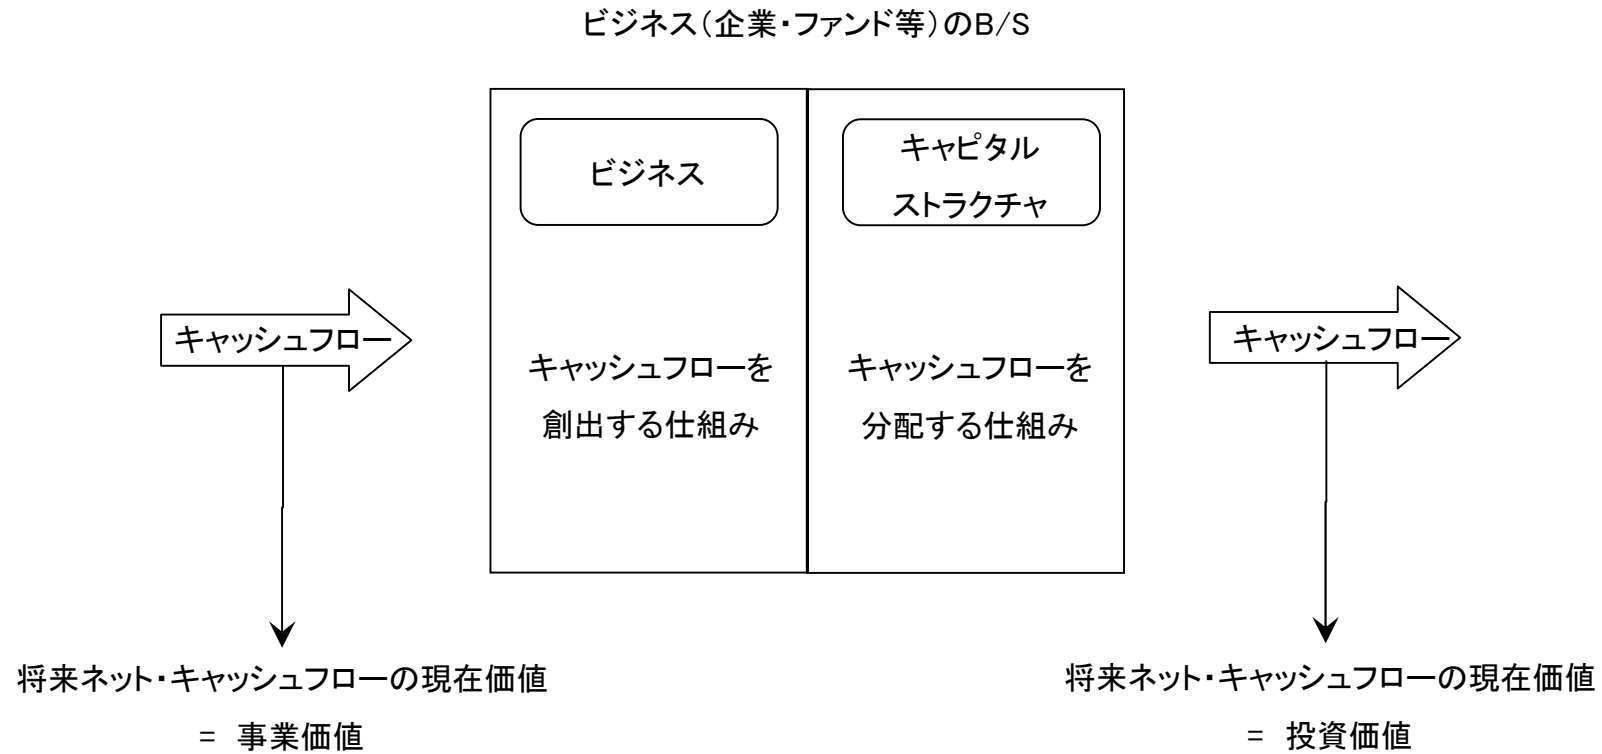 ビジネス(企業・ファンド等)のB/S
ビジネス
キャピタル
ストラクチャ
キャッシュフロー
キャッシュフローを
創出する仕組み
キャッシュフローを
分配する仕組み
キャッシュフロー
将来ネット・キャッシュフローの現在価値
= 事業価値
将来ネット・キャッシュフローの現在価値
= 投資価値